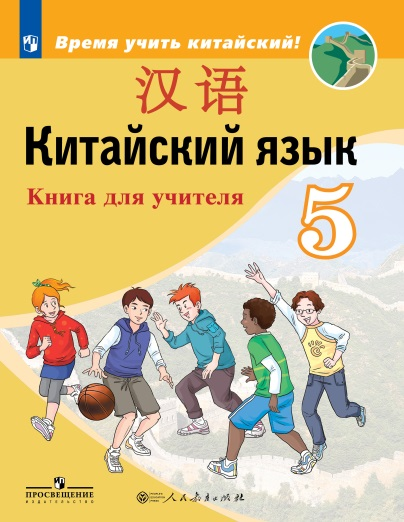 Время учить китайский!
汉语
Китайский язык
Книга для учителя
5
ПРОСВЕЩЕНИЕ
ИЗДАТЕЛЬСТВО
人民教育出版社